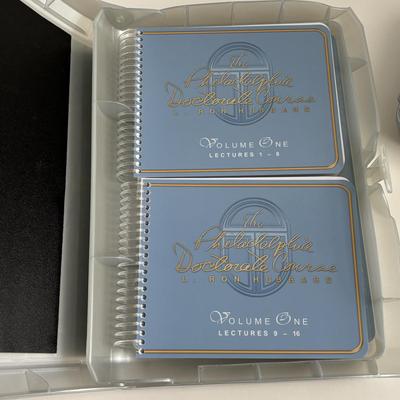 The
Philadelphia
Doctorate Course
L. RON HUBBARD
VOLUME ONE
LECTURES 1 – 8
The
Philadelphia
Doctorate Course
L. RON HUBBARD
VOLUME ONE
LECTURES 9 – 16